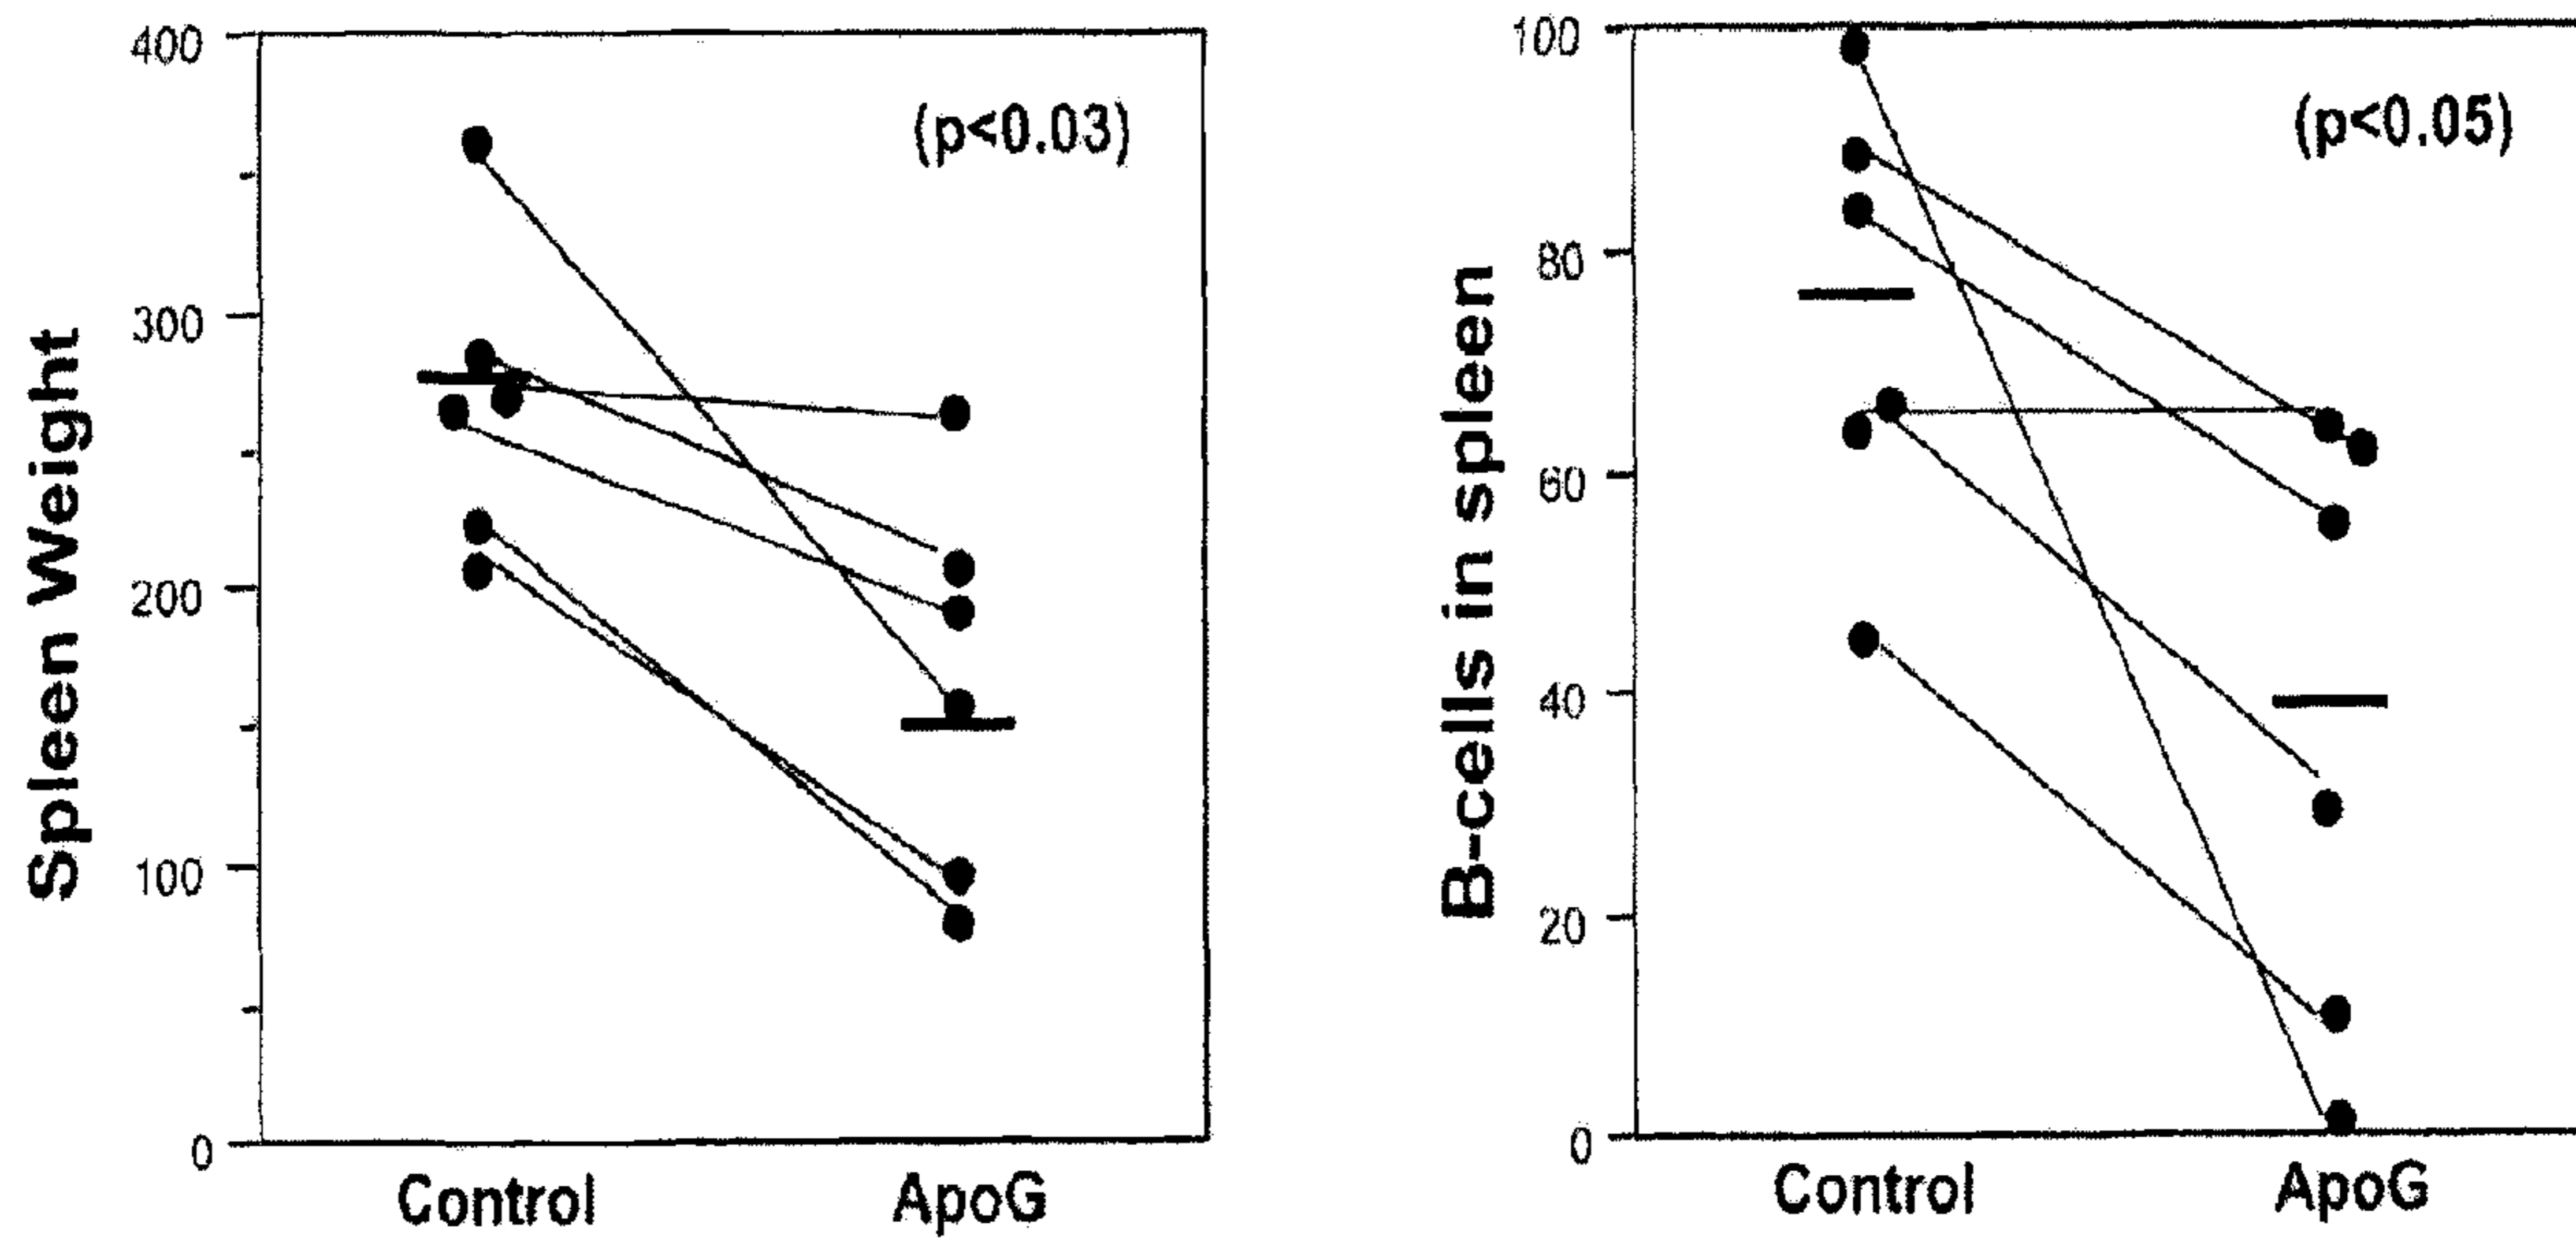 Spleen Weight
400
300
200
100
0
(p<0.03)
Control
ApoG
B-cells in spleen
100
80
60
40
20
0
(p<0.05)
Control
ApoG